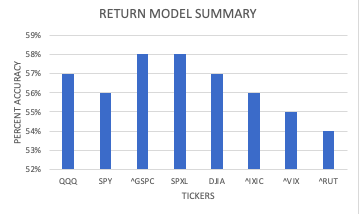 RETURN MODEL SUMMARY
59%
58%
57%
56%
55%
54%
53%
52%
PERCENT ACCURACY
QQQ SPY ^GSPC SPXL DJIA ^IXIC ^VIX ^RUT
TICKERS